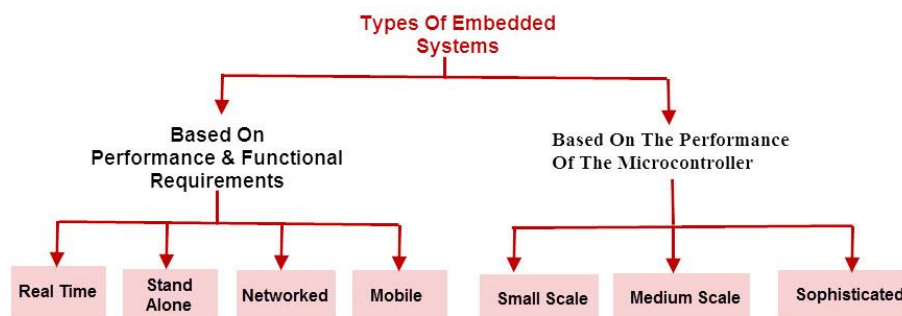 Types Of Embedded
Systems
Based On
Performance & Functional
Requirements
Based On The Performance
Of The Microcontroller
Real Time
Stand
Alone
Networked
Mobile
Small Scale
Medium Scale
Sophisticated